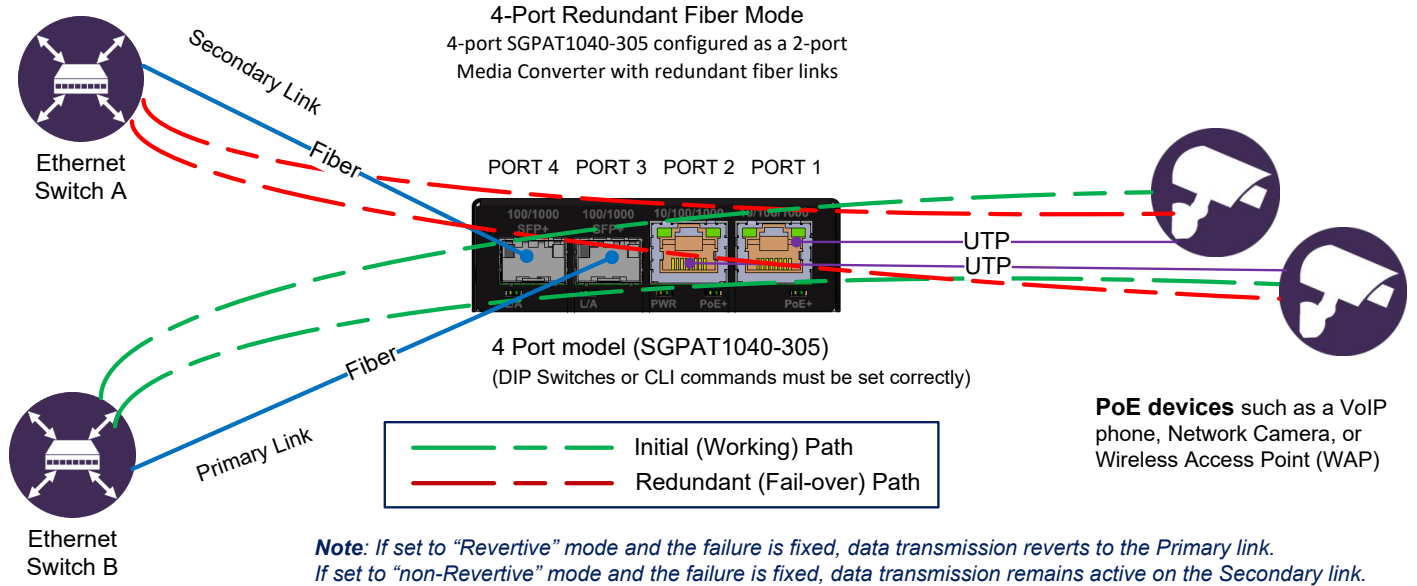 4-Port Redundant Fiber Mode
4-port SGPAT1040-305 configured as a 2-port
Media Converter with redundant fiber links
Secondary Link
Fiber
Ethernet
Switch A
PORT 4 PORT 3 PORT 2 PORT 1
100/1000 100/1000 10/100/1000 10/100/1000
SFP+ SFP+
UTP
UTP
L/A L/A PWR PoE+ PoE+
4 Port model (SGPAT1040-305)
(DIP Switches or CLI commands must be set correctly)
Fiber
Primary Link
Ethernet
Switch B
PoE devices such as a VoIP
phone, Network Camera, or
Wireless Access Point (WAP)
Initial (Working) Path
Redundant (Fail-over) Path
Note: If set to “Revertive” mode and the failure is fixed, data transmission reverts to the Primary link.
If set to “non-Revertive” mode and the failure is fixed, data transmission remains active on the Secondary link.